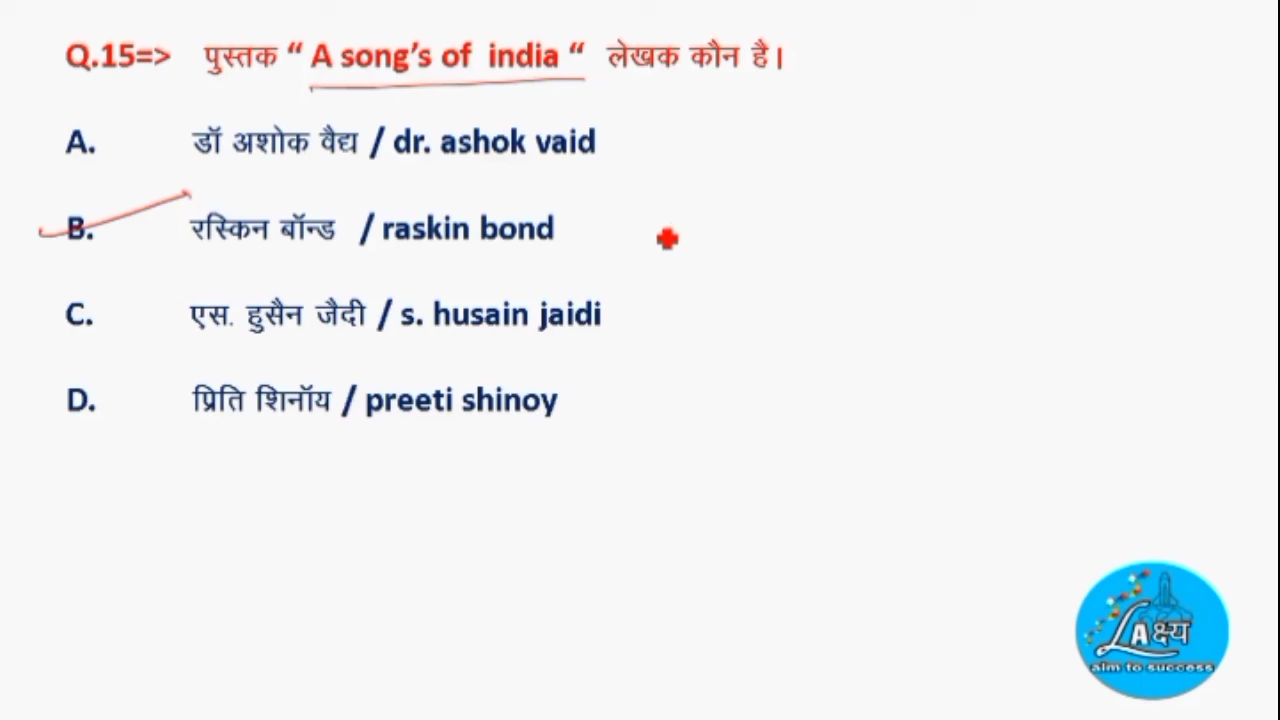 Q.15=> पुस्तक “ A song’s of india “ लेखक कौन है।
A. डॉ अशोक वैद्य / dr. ashok vaid
B. रस्किन बॉन्ड / raskin bond
C. एस. हुसैन जैदी / s. husain jaidi
D. प्रिति शिनॉय / preeti shinoy
LAक्ष्य
aim to success